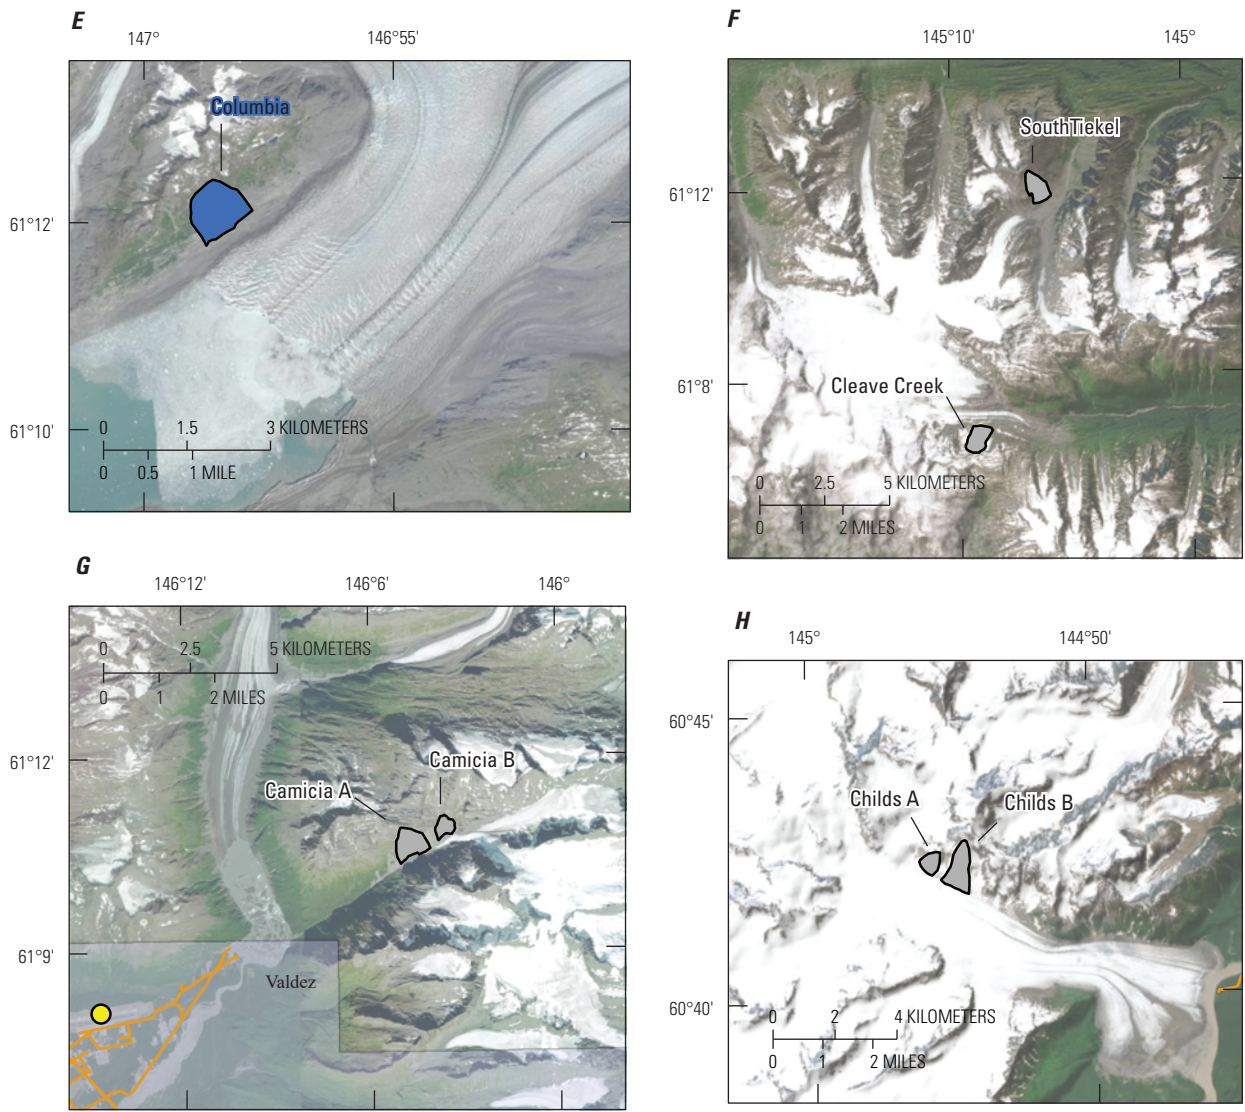 E
147°
146°55'
Columbia
61°12'
61°10'
0 1.5 3 KILOMETERS
0 0.5 1 MILE
F
145°10'
145°
SouthTiekel
61°12'
61°8'
Cleave Creek
0 2.5 5 KILOMETERS
0 1 2 MILES
G
146°12'
146°6'
146°
0 2.5 5 KILOMETERS
0 1 2 MILES
61°12'
Camicia B
Camicia A
61°9'
Valdez
H
145°
144°50'
60°45'
Childs A
Childs B
60°40'
0 2 4 KILOMETERS
0 1 2 MILES